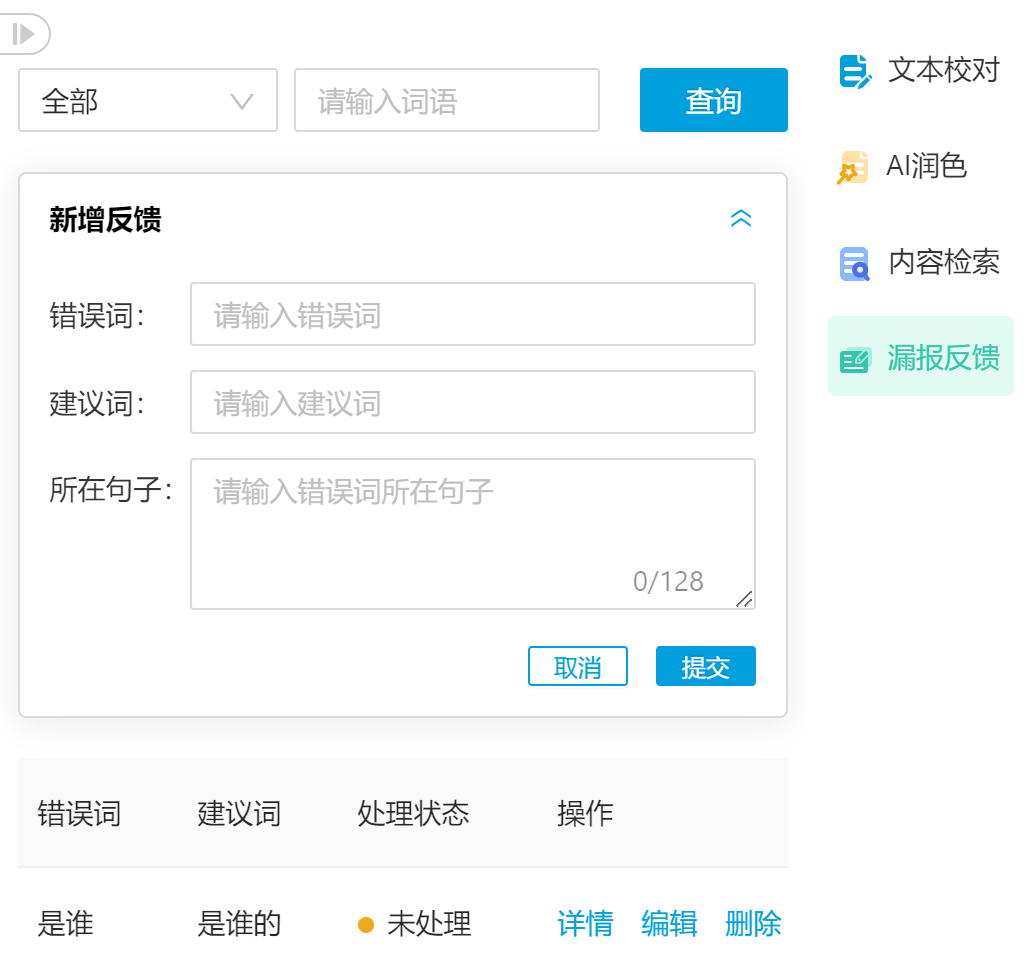 全部
请输入词语
查询
新增反馈
错误词：
请输入错误词
建议词：
请输入建议词
所在句子：
请输入错误词所在句子
0/128
取消
提交
错误词 建议词 处理状态 操作
是谁 是谁的 未处理 详情 编辑 删除
文本校对
AI润色
内容检索
漏报反馈